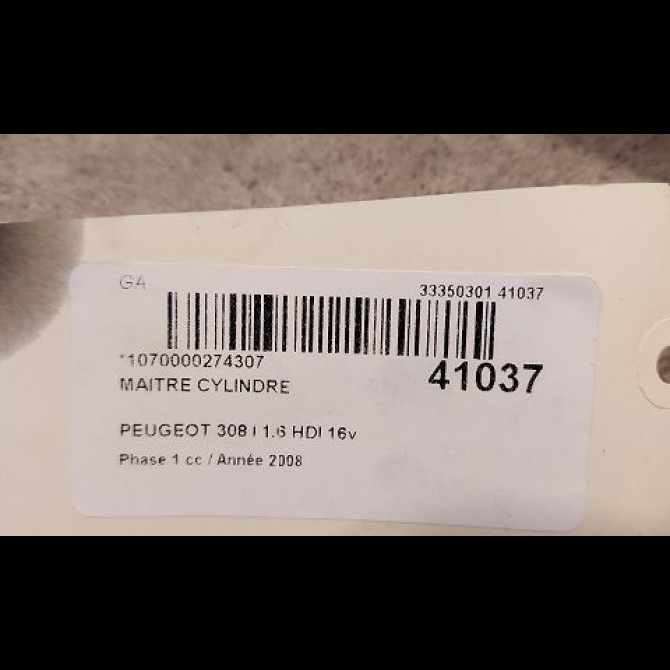 GA
33350301 41037
*1070000274307
41037
MAITRE CYLINDRE
PEUGEOT 308 I 1.6 HDI 16v
Phase 1 cc / Année 2008